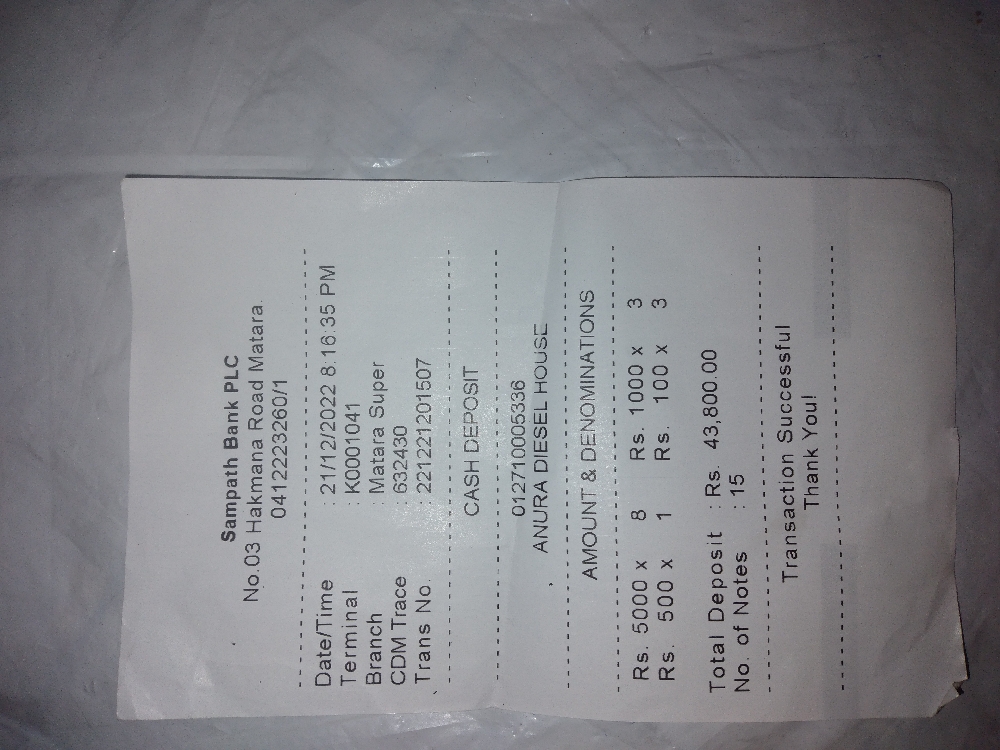 Sampath Bank PLC
No.03 Hakmana Road Matara.
0412223260/1
Date/Time : 21/12/2022 8:16:35 PM
Terminal : K0001041
Branch : Matara Super
CDM Trace : 632430
Trans No. : 221221201507
CASH DEPOSIT
012710005336
ANURA DIESEL HOUSE
AMOUNT & DENOMINATIONS
Rs. 5000 x 8 Rs. 1000 x 3
Rs. 500 x 1 Rs. 100 x 3
Total Deposit : Rs. 43,800.00
No. of Notes : 15
Transaction Successful
Thank You!